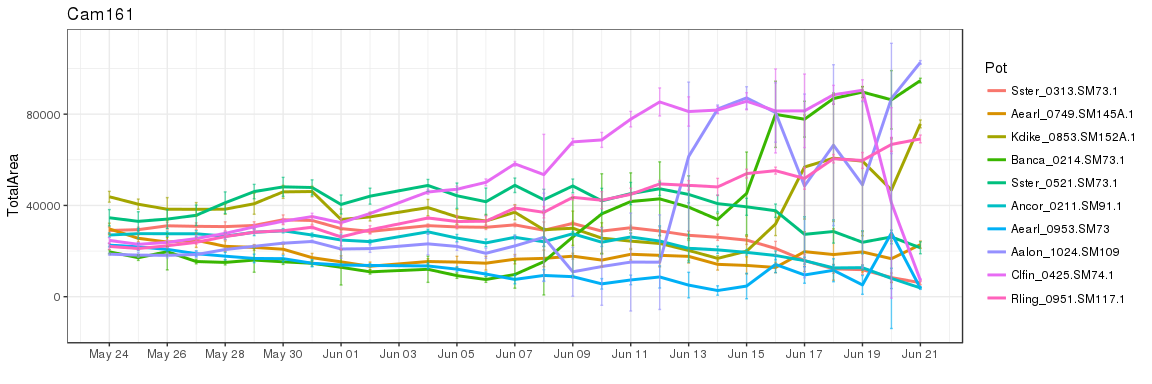 Cam161
TotalArea
80000
40000
0
May 24 May 26 May 28 May 30 Jun 01 Jun 03 Jun 05 Jun 07 Jun 09 Jun 11 Jun 13 Jun 15 Jun 17 Jun 19 Jun 21
Pot
Sster_0313.SM73.1
Aearl_0749.SM145A.1
Kdike_0853.SM152A.1
Banca_0214.SM73.1
Sster_0521.SM73.1
Ancor_0211.SM91.1
Aearl_0953.SM73
Aalon_1024.SM109
Clfin_0425.SM74.1
Rling_0951.SM117.1